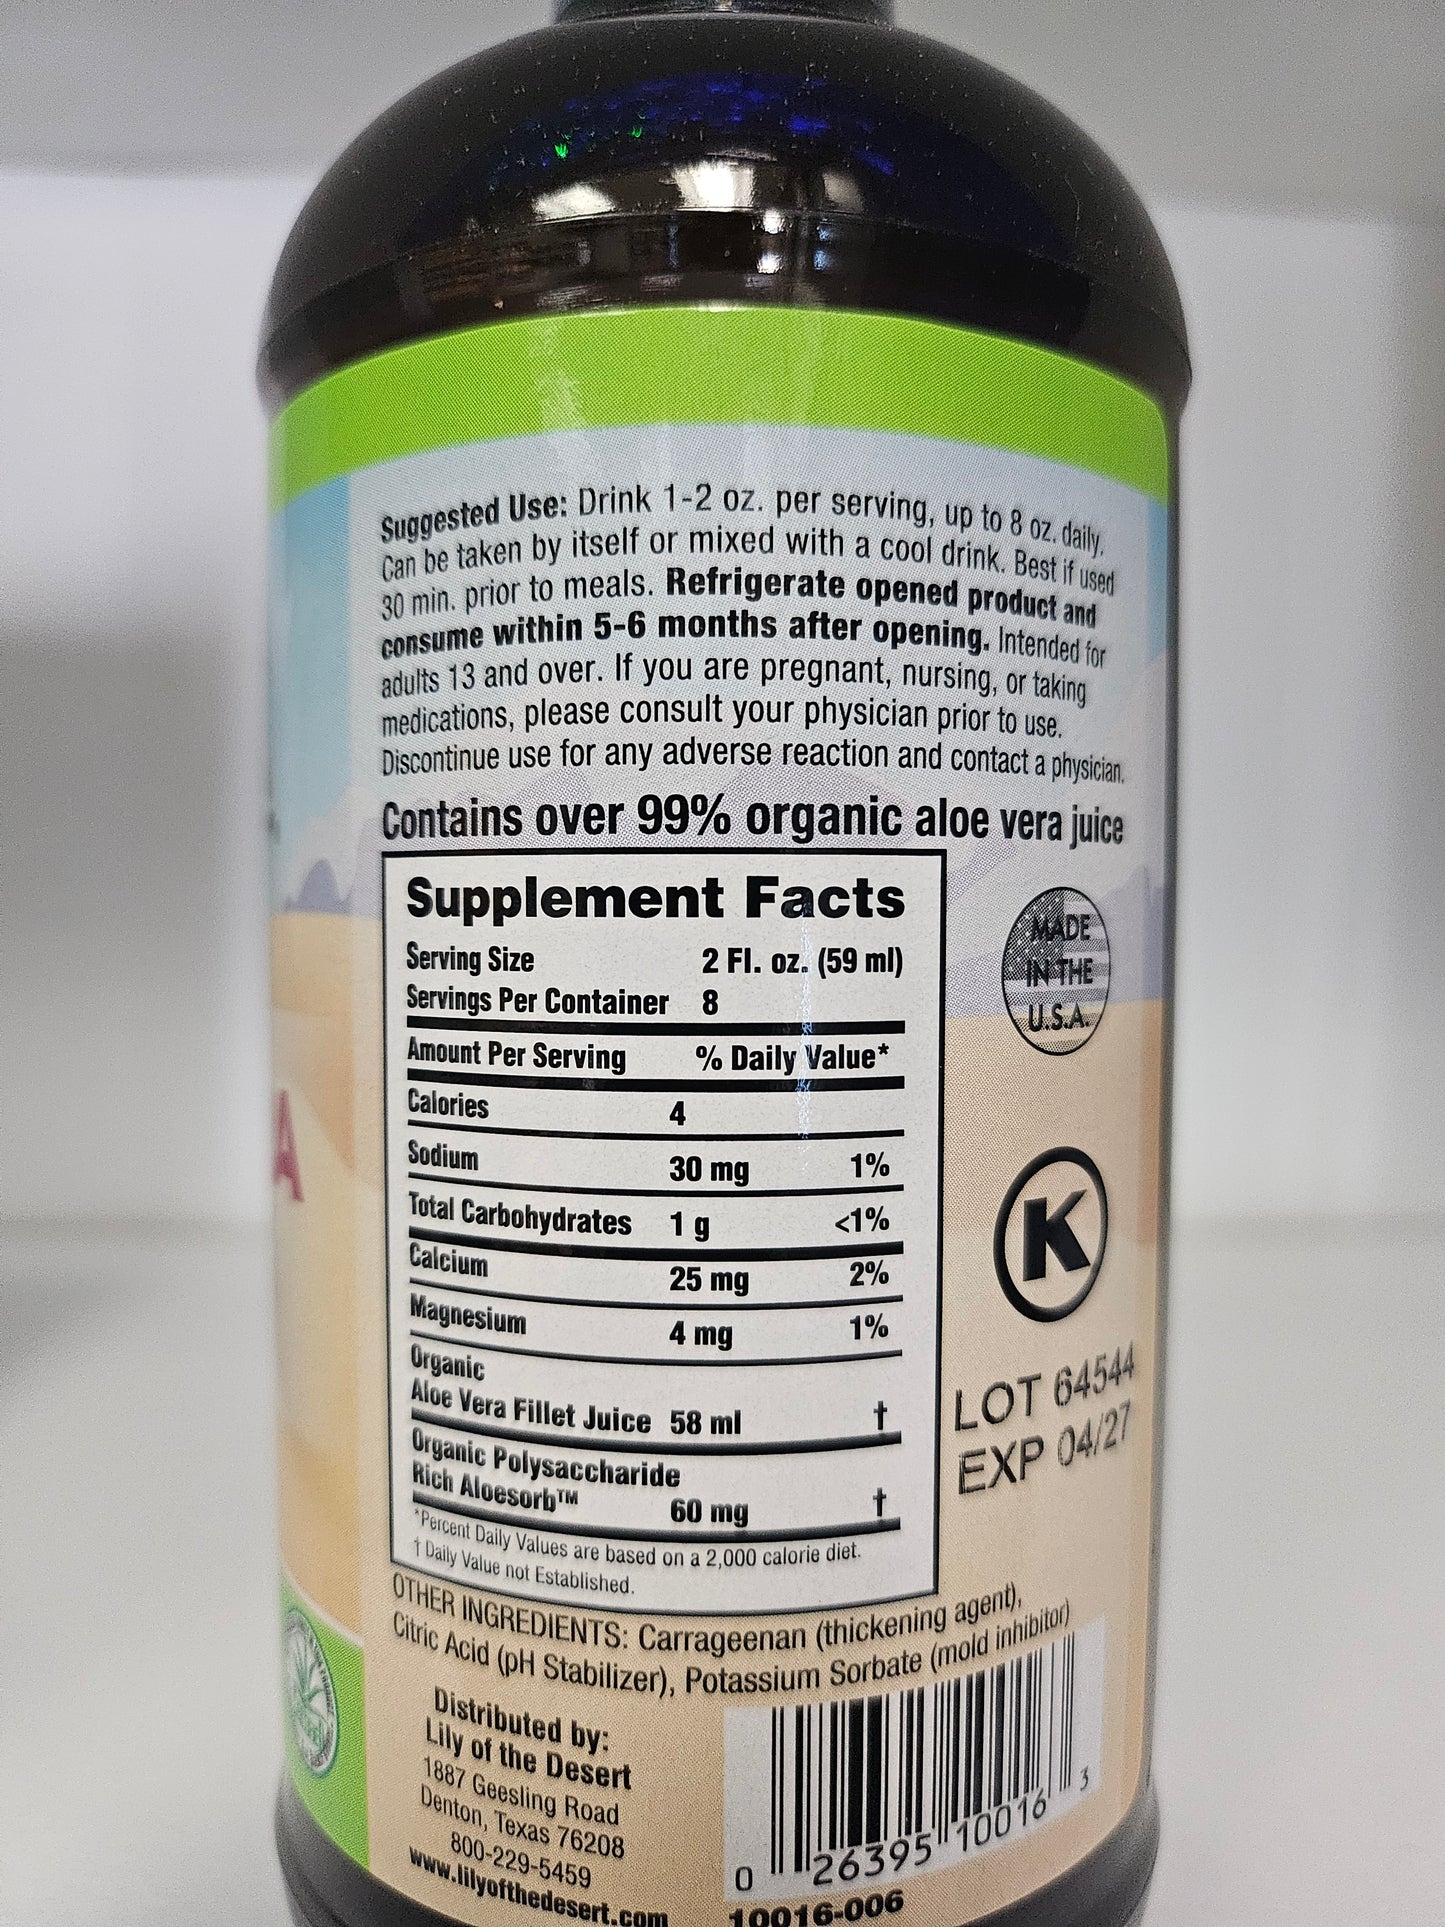 Suggested Use: Drink 1-2 oz. per serving, up to 8 oz. daily.
Can be taken by itself or mixed with a cool drink. Best if used
30 min. prior to meals. Refrigerate opened product and
consume within 5-6 months after opening. Intended for
adults 13 and over. If you are pregnant, nursing, or taking
medications, please consult your physician prior to use.
Discontinue use for any adverse reaction and contact a physician.
Contains over 99% organic aloe vera juice
Supplement Facts
Serving Size 2 Fl. oz. (59 ml)
Servings Per Container 8
Amount Per Serving % Daily Value*
Calories 4
Sodium 30 mg 1%
Total Carbohydrates 1 g <1%
Calcium 25 mg 2%
Magnesium 4 mg 1%
Organic
Aloe Vera Fillet Juice 58 ml †
Organic Polysaccharide
Rich Aloesorb™ 60 mg †
*Percent Daily Values are based on a 2,000 calorie diet.
† Daily Value not Established.
MADE
IN THE
U.S.A.
K
LOT 64544
EXP 04/27
OTHER INGREDIENTS: Carrageenan (thickening agent),
Citric Acid (pH Stabilizer), Potassium Sorbate (mold inhibitor)
Distributed by:
Lily of the Desert
1887 Geesling Road
Denton, Texas 76208
800-229-5459
www.lilyofthedesert.com
0 26395 10016 3
10016-006
A